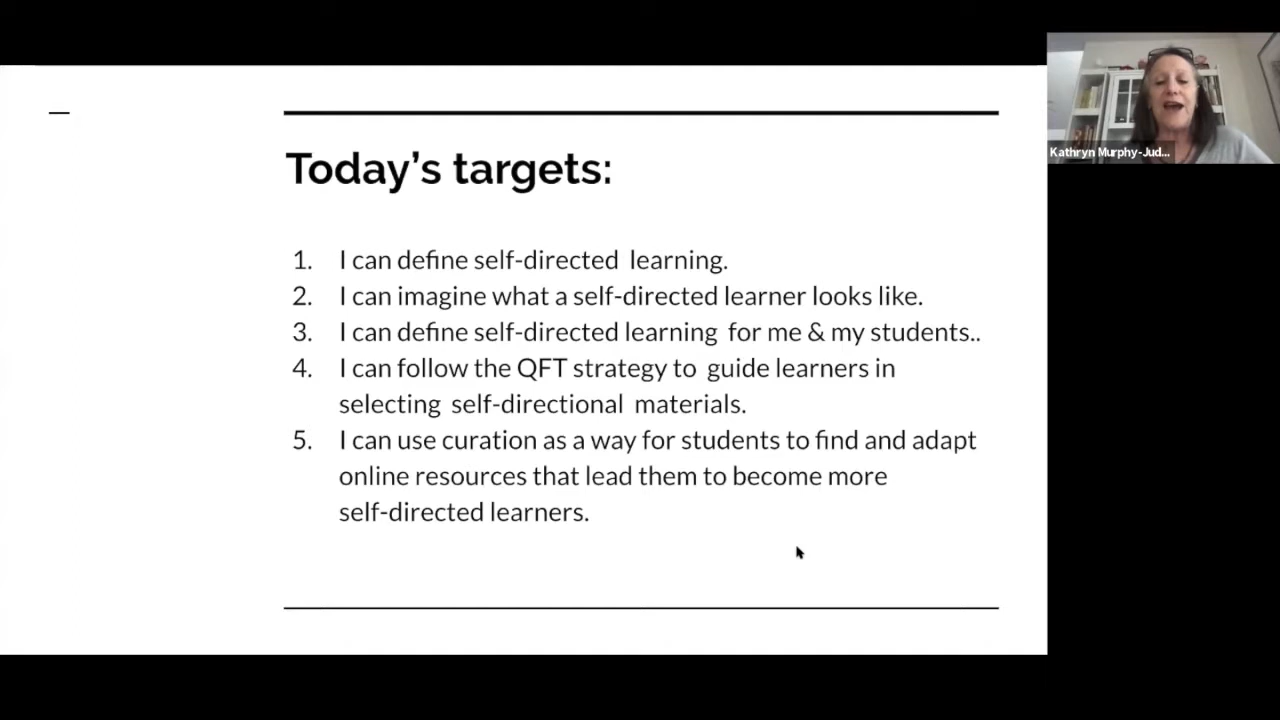 Today's targets:
1. I can define self-directed learning.
2. I can imagine what a self-directed learner looks like.
3. I can define self-directed learning for me & my students..
4. I can follow the QFT strategy to guide learners in
selecting self-directional materials.
5. I can use curation as a way for students to find and adapt
online resources that lead them to become more
self-directed learners.
Kathryn Murphy-Jud...